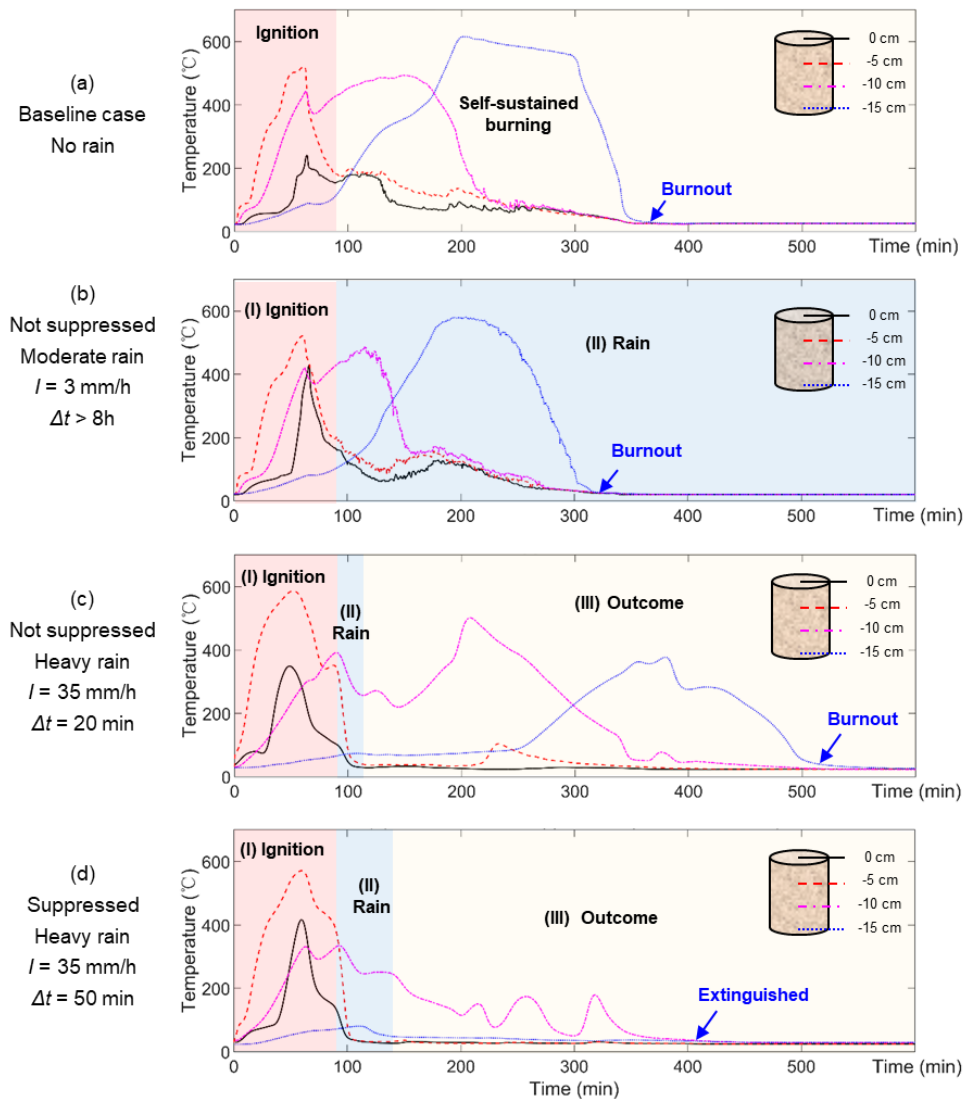 (a)
Baseline case
No rain
Temperature (℃)
600
400
200
0
Ignition
Self-sustained
burning
Burnout
0 cm
-5 cm
-10 cm
-15 cm
0 100 200 300 400 500 Time (min)
(b)
Not suppressed
Moderate rain
I = 3 mm/h
Δt > 8h
Temperature (℃)
600
400
200
0
(I) Ignition
(II) Rain
Burnout
0 cm
-5 cm
-10 cm
-15 cm
0 100 200 300 400 500 Time (min)
(c)
Not suppressed
Heavy rain
I = 35 mm/h
Δt = 20 min
Temperature (℃)
600
400
200
0
(I) Ignition
(II)
Rain
(III) Outcome
Burnout
0 cm
-5 cm
-10 cm
-15 cm
0 100 200 300 400 500 Time (min)
(d)
Suppressed
Heavy rain
I = 35 mm/h
Δt = 50 min
Temperature (℃)
600
400
200
0
(I) Ignition
(II)
Rain
(III) Outcome
Extinguished
0 cm
-5 cm
-10 cm
-15 cm
0 100 200 300 400 500 Time (min)
Time (min)